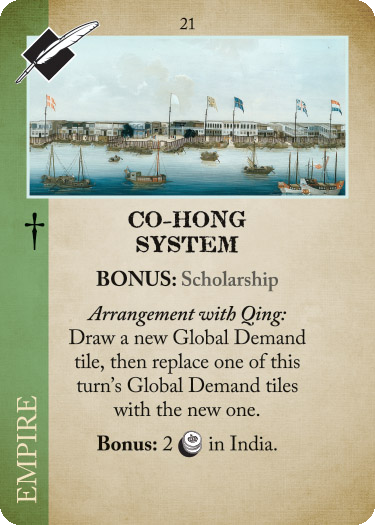 21
CO-HONG
SYSTEM
BONUS: Scholarship
Arrangement with Qing:
Draw a new Global Demand
tile, then replace one of this
turn’s Global Demand tiles
with the new one.
Bonus: 2 in India.
EMPIRE